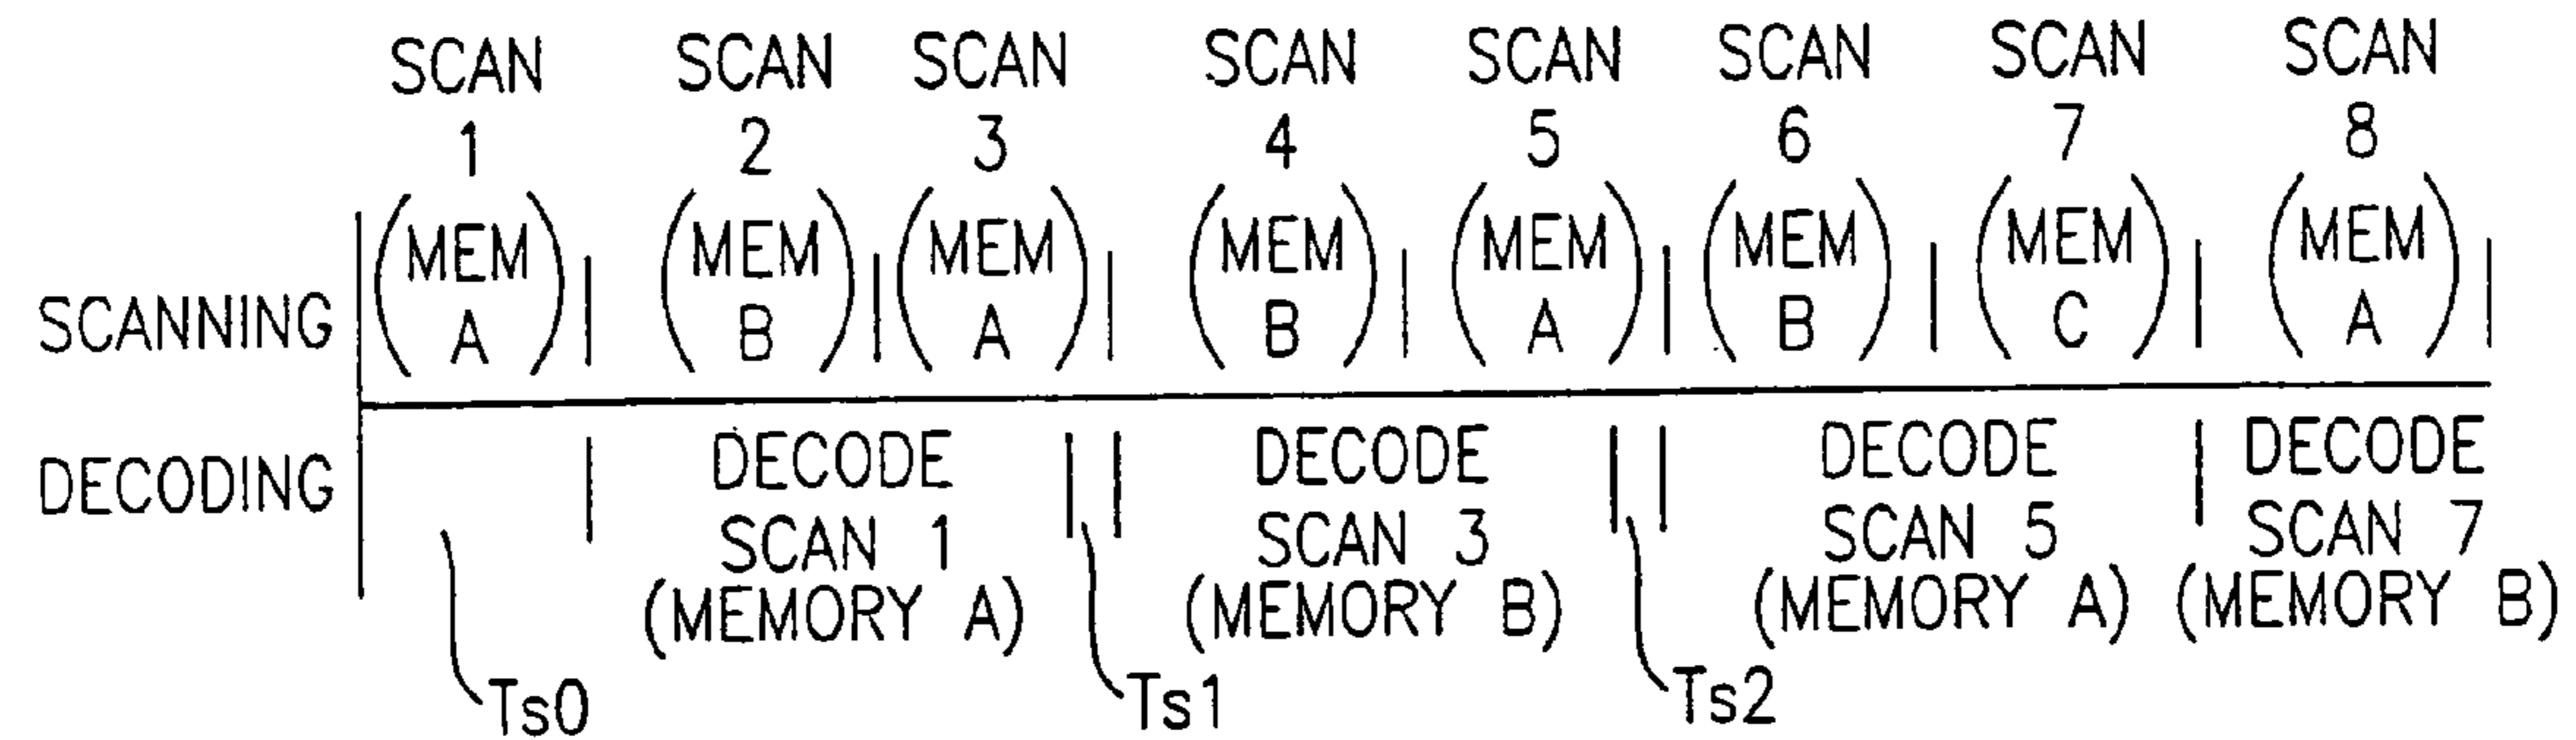 SCAN SCAN SCAN SCAN SCAN SCAN SCAN SCAN
1 2 3 4 5 6 7 8
(MEM (MEM (MEM (MEM (MEM (MEM (MEM (MEM
SCANNING A) B) A) B) A) B) C) A)
DECODING DECODE DECODE DECODE DECODE
SCAN 1 SCAN 3 SCAN 5 SCAN 7
(MEMORY A) (MEMORY B) (MEMORY A) (MEMORY B)
Ts0 Ts1 Ts2